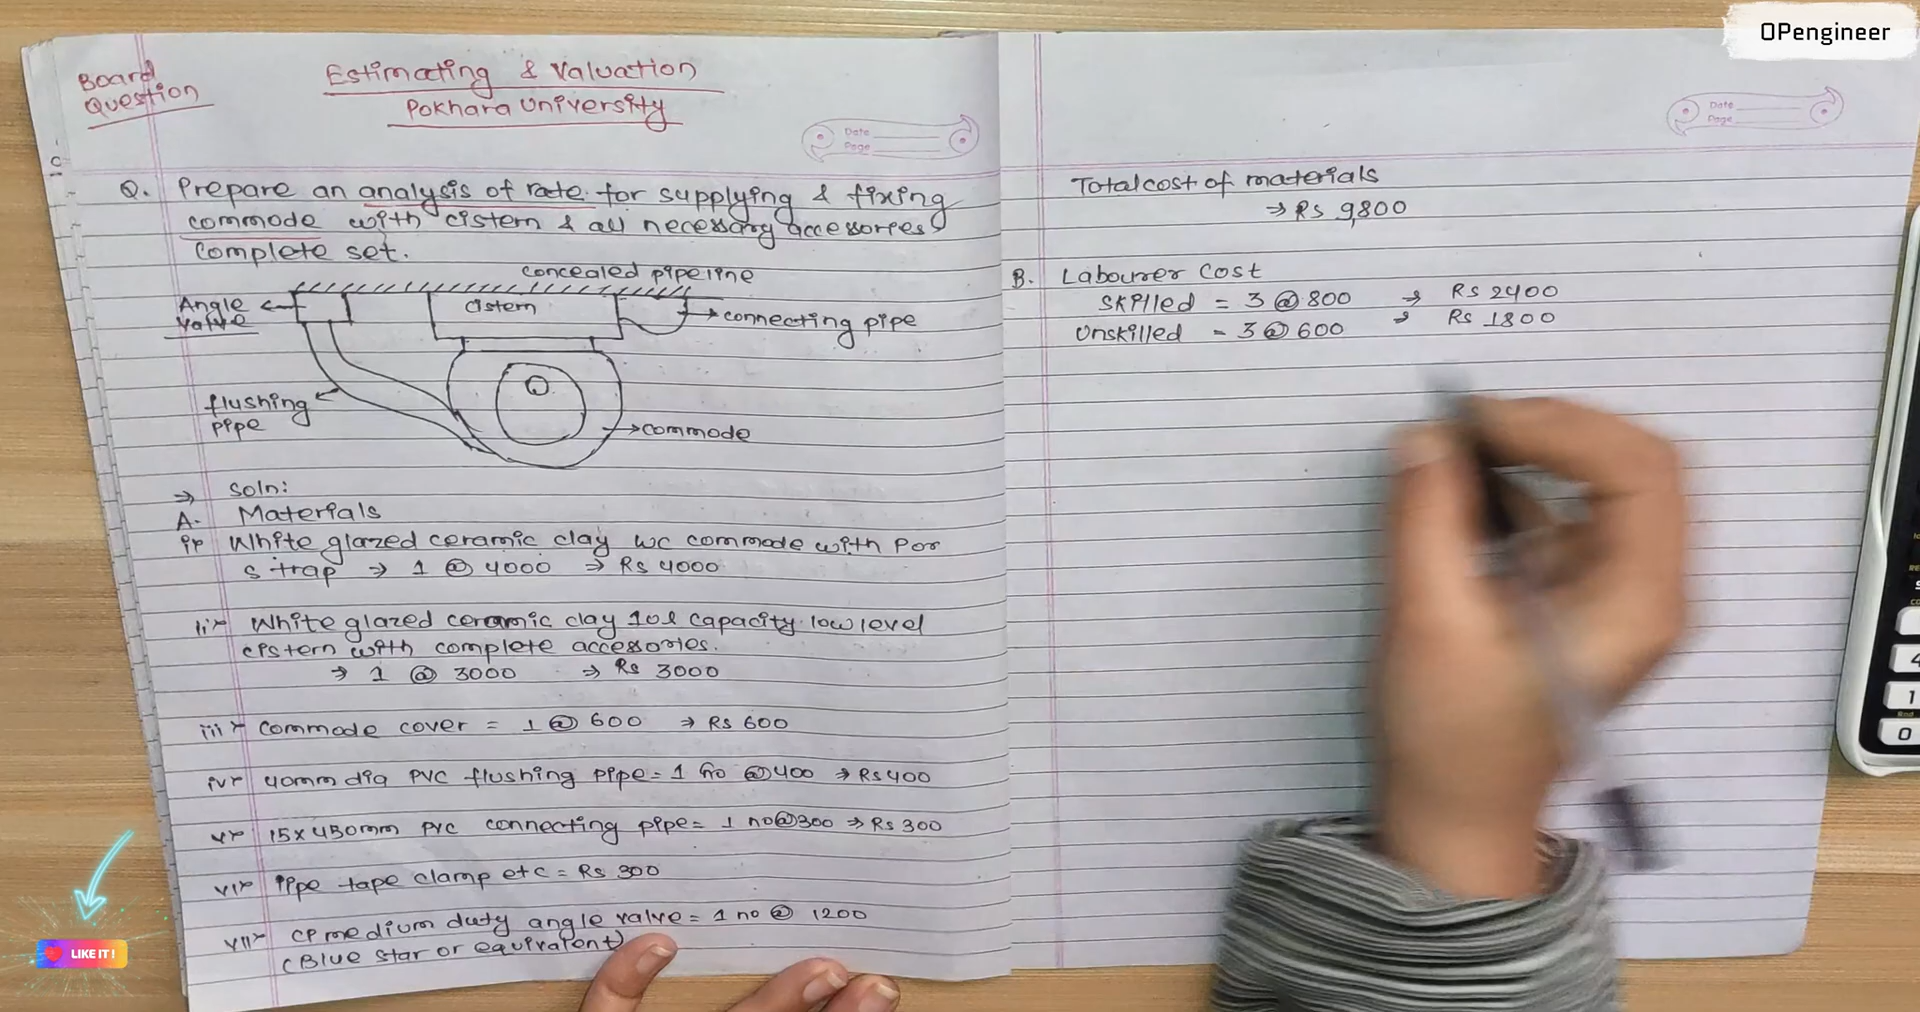 OPengineer
Board
Question
Estimating & Valuation
Pokhara University
Date
Page
Q. Prepare an analysis of rate for supplying & fixing
commode with cistern & all necessary accessories
complete set.
concealed pipeline
Angle
valve
cistern
connecting pipe
flushing
pipe
commode
⇒ Soln:
A. Materials
i> White glazed ceramic clay wc commode with P or
S trap → 1 @ 4000 ⇒ Rs 4000
ii> White glazed ceramic clay 10l capacity low level
cistern with complete accessories.
→ 1 @ 3000 ⇒ Rs 3000
iii> commode cover = 1 @ 600 ⇒ Rs 600
iv> 40mm dia PVC flushing pipe = 1 no @ 400 ⇒ Rs 400
v> 15x450mm PVC connecting pipe = 1 no @ 300 ⇒ Rs 300
vi> Pipe tape clamp etc = Rs 300
vii> CP medium duty angle valve = 1 no @ 1200
(Blue star or equivalent)
Date
Page
Total cost of materials
⇒ Rs 9,800
B. Labourer cost
Skilled = 3 @ 800 ⇒ Rs 2400
Unskilled = 3 @ 600 ⇒ Rs 1800
LIKE IT!
4
1
0